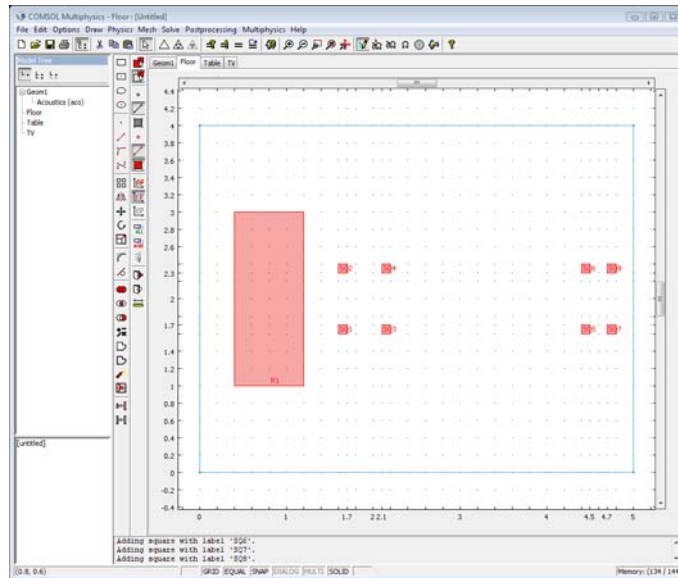 COMSOL Multiphysics - Floor : [Untitled]
File Edit Options Draw Physics Mesh Solve Postprocessing Multiphysics Help
Model Tree
Geom1 Floor Table TV
Geom1
Acoustics (aco)
Floor
Table
TV
4.4
4.2
4
3.8
3.6
3.4
3.2
3
2.8
2.6
2.3
2
1.7
1.4
1.2
1
0.8
0.6
0.4
0.2
0
-0.2
-0.4
R1
0 1 1.7 2 2.1 3 4 4.5 4.7 5
[untitled]
Adding square with label 'SQ6'.
Adding square with label 'SQ7'.
Adding square with label 'SQ8'.
(0.8, 0.6) GRID EQUAL SNAP DIALOG MULTI SOLID Memory: (134 / 144